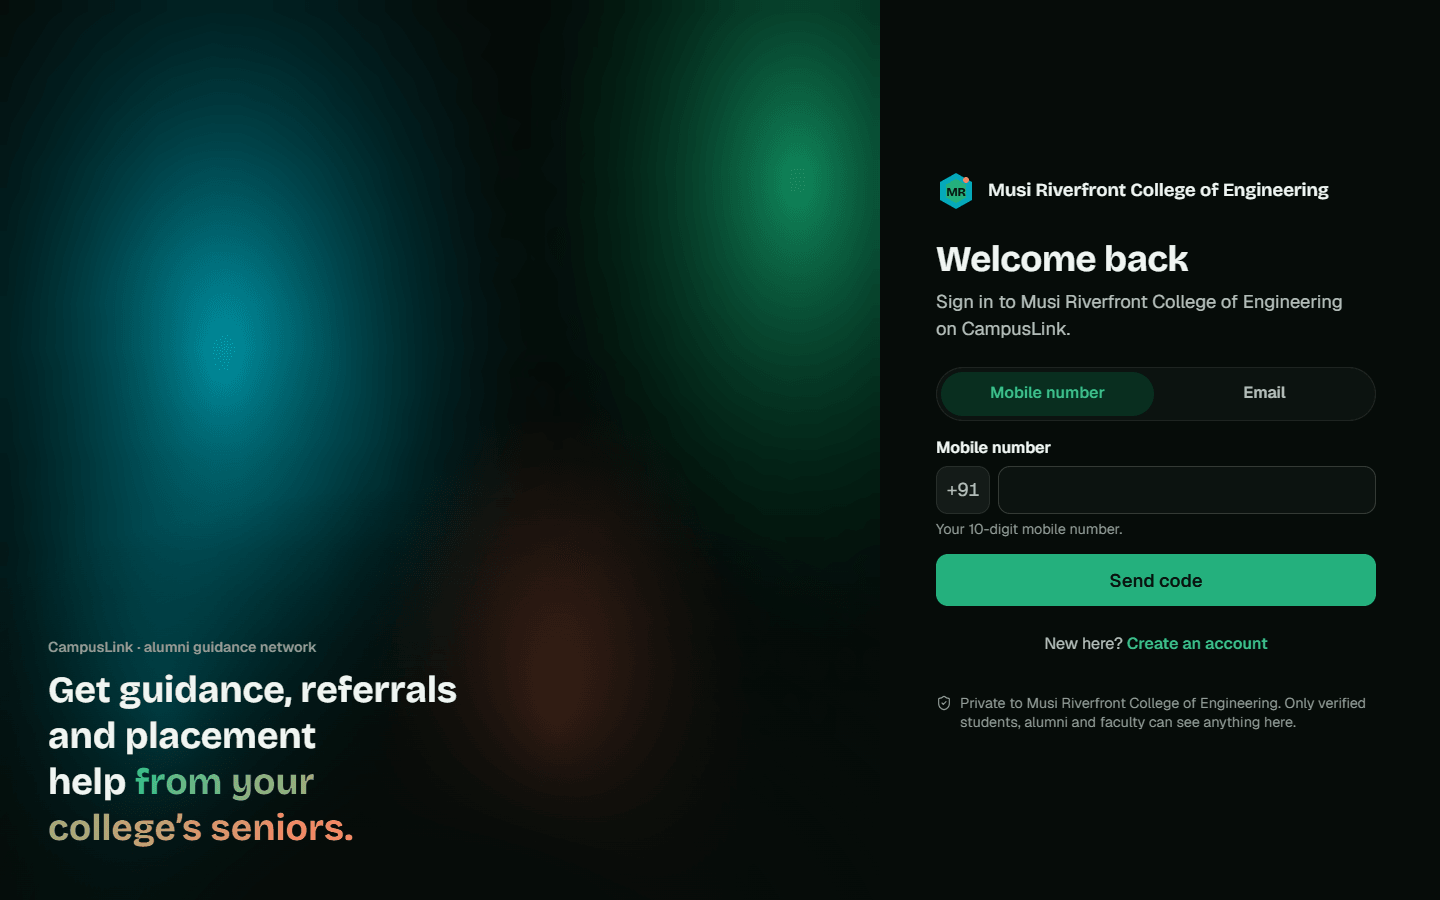 CampusLink · alumni guidance network
Get guidance, referrals
and placement
help from your
college's seniors.
MR
Musi Riverfront College of Engineering
Welcome back
Sign in to Musi Riverfront College of Engineering
on CampusLink.
Mobile number
Email
Mobile number
+91
Your 10-digit mobile number.
Send code
New here? Create an account
Private to Musi Riverfront College of Engineering. Only verified
students, alumni and faculty can see anything here.